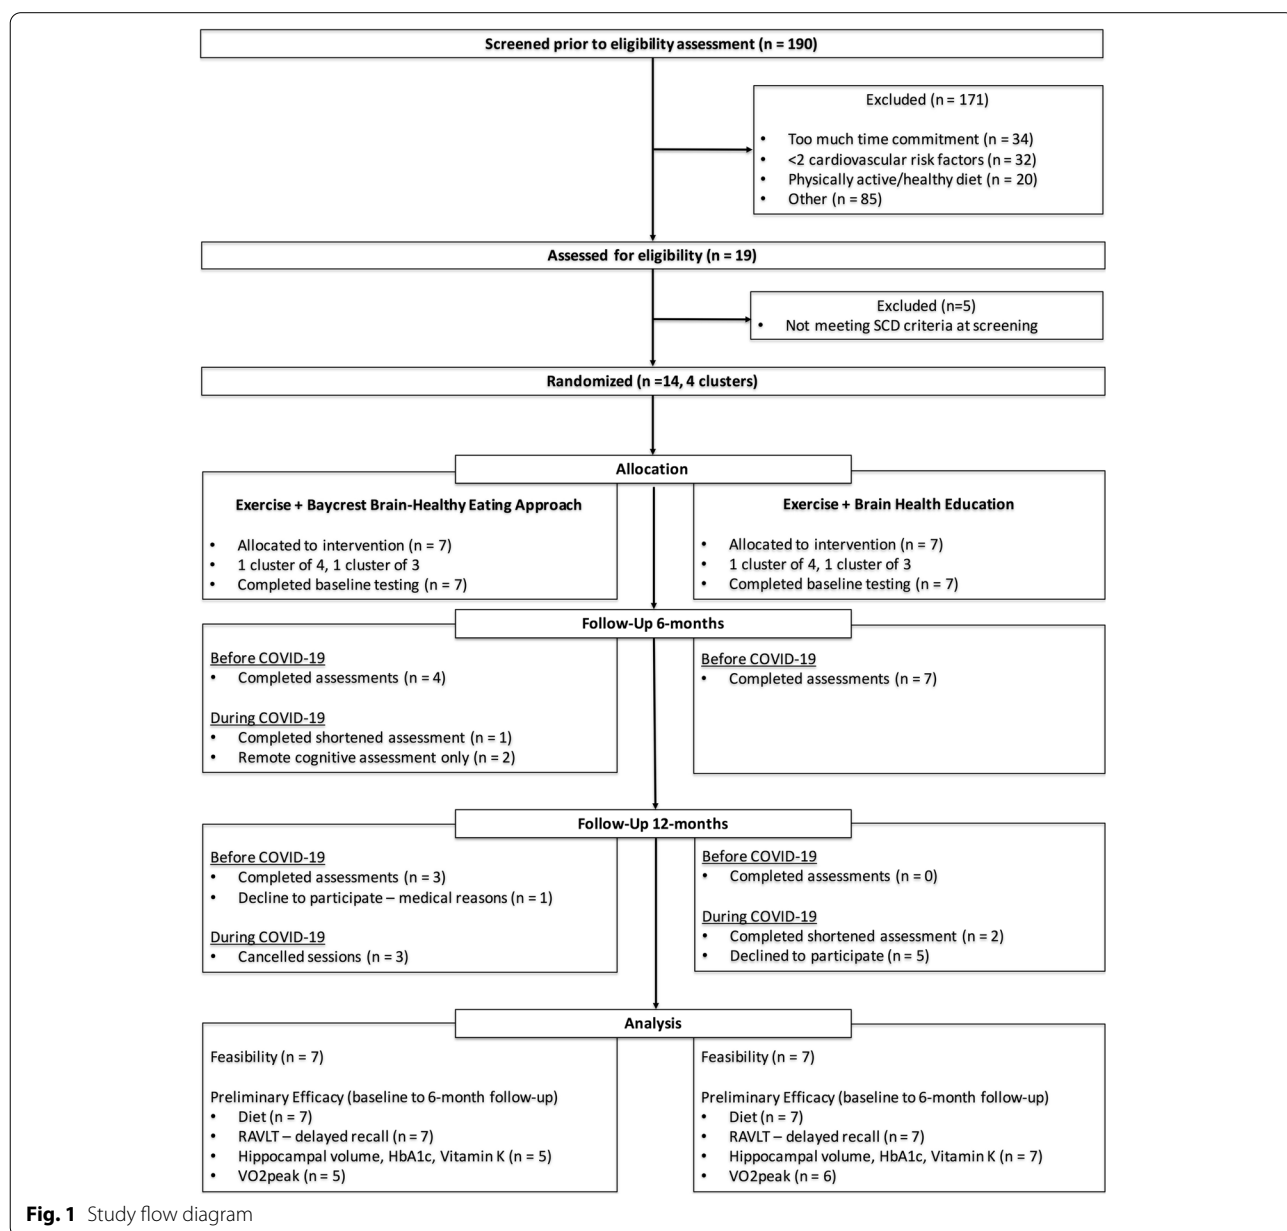 Screened prior to eligibility assessment (n = 190)
Excluded (n = 171)
• Too much time commitment (n = 34)
• <2 cardiovascular risk factors (n = 32)
• Physically active/healthy diet (n = 20)
• Other (n = 85)
Assessed for eligibility (n = 19)
Excluded (n=5)
• Not meeting SCD criteria at screening
Randomized (n =14, 4 clusters)
Allocation
Exercise + Baycrest Brain-Healthy Eating Approach
• Allocated to intervention (n = 7)
• 1 cluster of 4, 1 cluster of 3
• Completed baseline testing (n = 7)
Exercise + Brain Health Education
• Allocated to intervention (n = 7)
• 1 cluster of 4, 1 cluster of 3
• Completed baseline testing (n = 7)
Follow-Up 6-months
Before COVID-19
• Completed assessments (n = 4)
During COVID-19
• Completed shortened assessment (n = 1)
• Remote cognitive assessment only (n = 2)
Before COVID-19
• Completed assessments (n = 7)
Follow-Up 12-months
Before COVID-19
• Completed assessments (n = 3)
• Decline to participate – medical reasons (n = 1)
During COVID-19
• Cancelled sessions (n = 3)
Before COVID-19
• Completed assessments (n = 0)
During COVID-19
• Completed shortened assessment (n = 2)
• Declined to participate (n = 5)
Analysis
Feasibility (n = 7)
Preliminary Efficacy (baseline to 6-month follow-up)
• Diet (n = 7)
• RAVLT – delayed recall (n = 7)
• Hippocampal volume, HbA1c, Vitamin K (n = 5)
• VO2peak (n = 5)
Feasibility (n = 7)
Preliminary Efficacy (baseline to 6-month follow-up)
• Diet (n = 7)
• RAVLT – delayed recall (n = 7)
• Hippocampal volume, HbA1c, Vitamin K (n = 7)
• VO2peak (n = 6)
Fig. 1 Study flow diagram